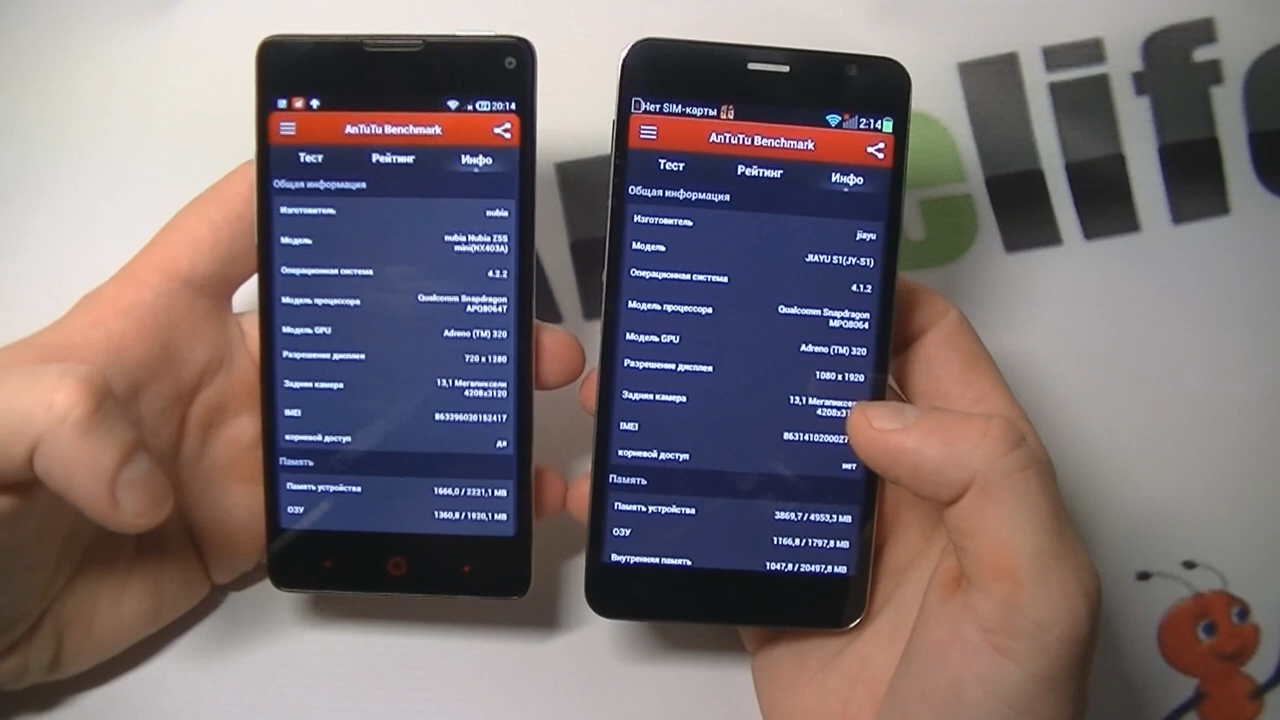 20:14
AnTuTu Benchmark
Тест Рейтинг Инфо
Общая информация
Изготовитель nubia
Модель nubia Nubia Z5S
mini(NX403A)
Операционная система 4.2.2
Модель процессора Qualcomm Snapdragon
APQ8064T
Модель GPU Adreno (TM) 320
Разрешение дисплея 720 x 1280
Задняя камера 13,1 Мегапиксели
4208x3120
IMEI 863396020152417
корневой доступ да
Память
Память устройства 1666,0 / 2321,1 MB
ОЗУ 1360,8 / 1920,1 MB
Нет SIM-карты 2:14
AnTuTu Benchmark
Тест Рейтинг Инфо
Общая информация
Изготовитель jiayu
Модель JIAYU S1(JY-S1)
Операционная система 4.1.2
Модель процессора Qualcomm Snapdragon
MPQ8064
Модель GPU Adreno (TM) 320
Разрешение дисплея 1080 x 1920
Задняя камера 13,1 Мегапиксе
4208x31
IMEI 8631410200027
корневой доступ нет
Память
Память устройства 3869,7 / 4953,3 MB
ОЗУ 1166,8 / 1797,8 MB
Внутренняя память 1047,8 / 20497,8 MB
life